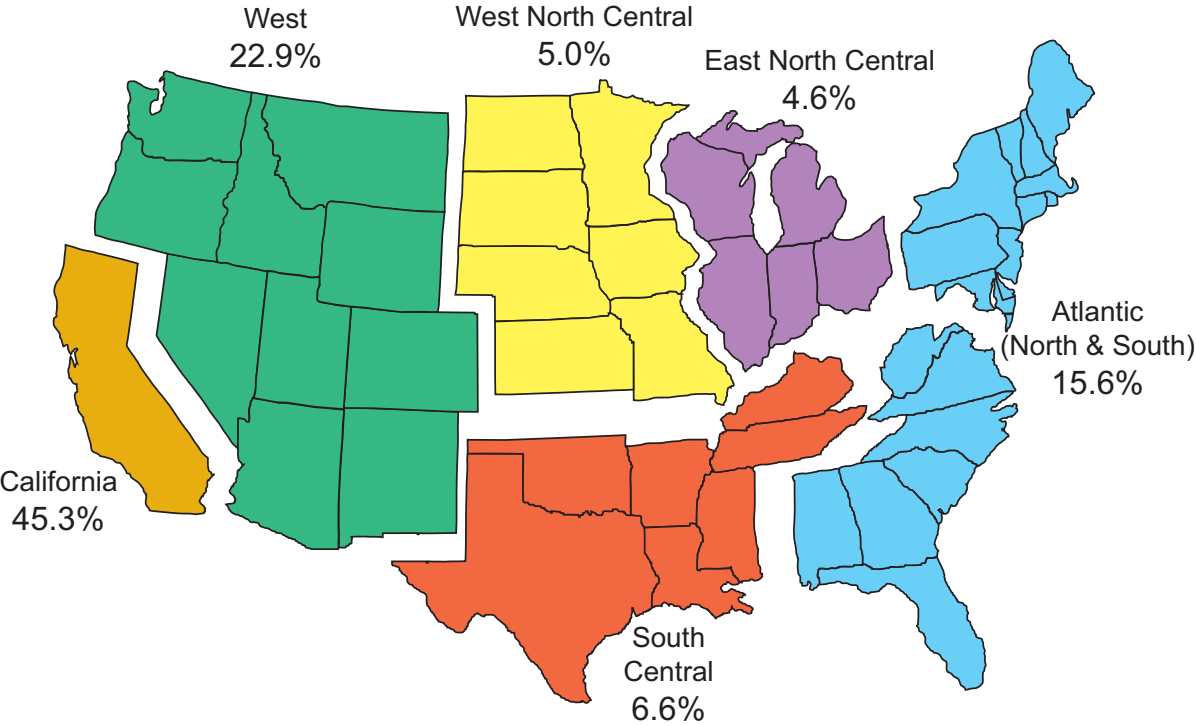 West
22.9%
West North Central
5.0%
East North Central
4.6%
Atlantic
(North & South)
15.6%
California
45.3%
South
Central
6.6%